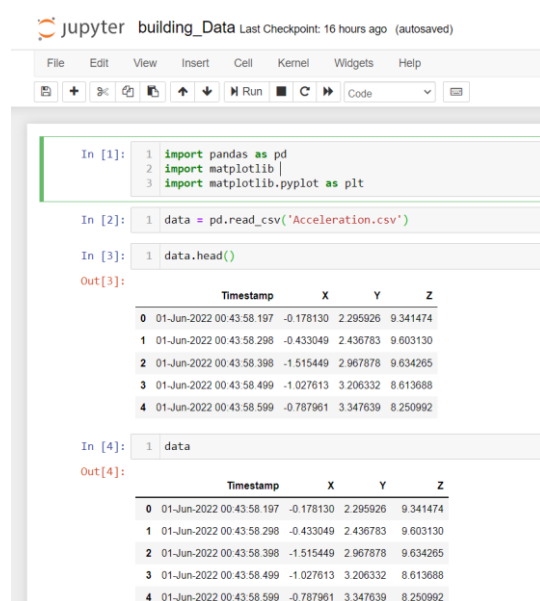 jupyter building_Data Last Checkpoint: 16 hours ago (autosaved)
File Edit View Insert Cell Kernel Widgets Help
Run Code
In [1]: 1 import pandas as pd
2 import matplotlib
3 import matplotlib.pyplot as plt
In [2]: 1 data = pd.read_csv('Acceleration.csv')
In [3]: 1 data.head()
Out[3]:
Timestamp X Y Z
0 01-Jun-2022 00:43:58.197 -0.178130 2.295926 9.341474
1 01-Jun-2022 00:43:58.298 -0.433049 2.436783 9.603130
2 01-Jun-2022 00:43:58.398 -1.515449 2.967878 9.634265
3 01-Jun-2022 00:43:58.499 -1.027613 3.206332 8.613688
4 01-Jun-2022 00:43:58.599 -0.787961 3.347639 8.250992
In [4]: 1 data
Out[4]:
Timestamp X Y Z
0 01-Jun-2022 00:43:58.197 -0.178130 2.295926 9.341474
1 01-Jun-2022 00:43:58.298 -0.433049 2.436783 9.603130
2 01-Jun-2022 00:43:58.398 -1.515449 2.967878 9.634265
3 01-Jun-2022 00:43:58.499 -1.027613 3.206332 8.613688
4 01-Jun-2022 00:43:58.599 -0.787961 3.347639 8.250992